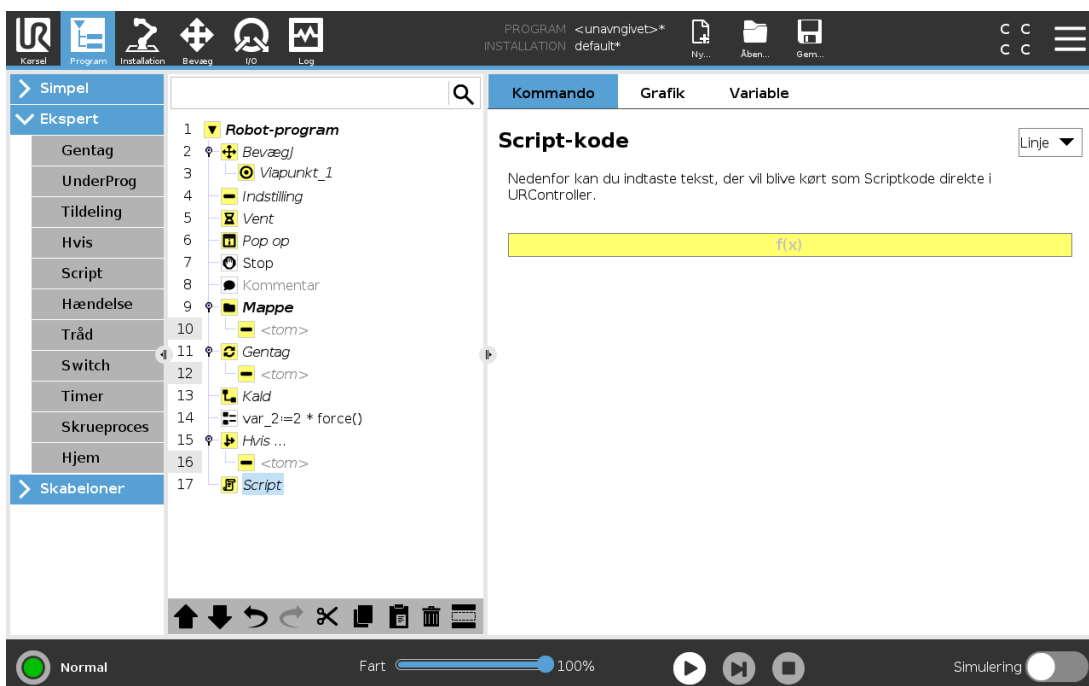 UR
PROGRAM <unavngivet>*
INSTALLATION default*
C C
C C
Kørsel Program Installation Bevæg I/O Log Ny... Åben... Gem...
Simpel
Ekspert
Gentag
UnderProg
Tildeling
Hvis
Script
Hændelse
Tråd
Switch
Timer
Skrueproces
Hjem
Skabeloner
1 Robot-program
2 BevægJ
3 Viapunkt_1
4 Indstilling
5 Vent
6 Pop op
7 Stop
8 Kommentar
9 Mappe
10 <tom>
11 Gentag
12 <tom>
13 Kald
14 var_2:=2 * force()
15 Hvis ...
16 <tom>
17 Script
Kommando Grafik Variable
Script-kode
Linje
Nedenfor kan du indtaste tekst, der vil blive kørt som Scriptkode direkte i
URController.
f(x)
Normal
Fart 100%
Simulering